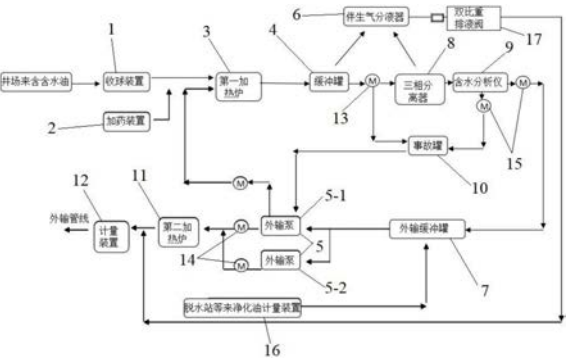 6
伴生气分液器
双比重
排液阀
17
1
3
4
8
9
井场来含含水油
收球装置
第一加
热炉
缓冲罐
M
三相分
离器
含水分析仪
M
2
加药装置
13
M
15
事故罐
10
M
12
11
5-1
外输管线
计量
装置
第二加
热炉
M
外输泵
外输缓冲罐
14
5
M
外输泵
7
5-2
脱水站等来净化油计量装置
16